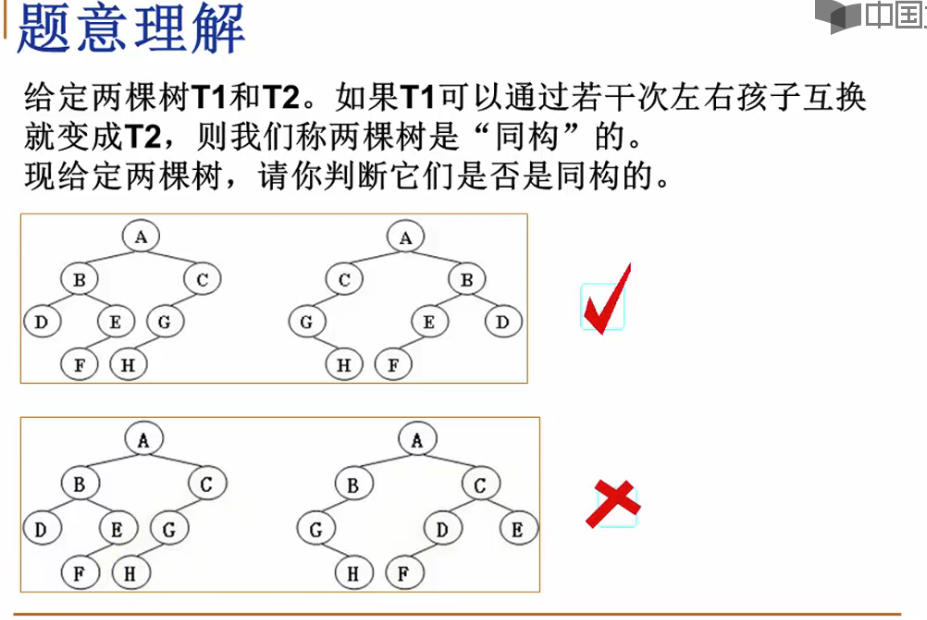 题意理解
中国
给定两棵树T1和T2。如果T1可以通过若干次左右孩子互换
就变成T2，则我们称两棵树是“同构”的。
现给定两棵树，请你判断它们是否是同构的。
A A
B C C B
D E G G E D
F H H F
A A
B C B C
D E G G D E
F H H F